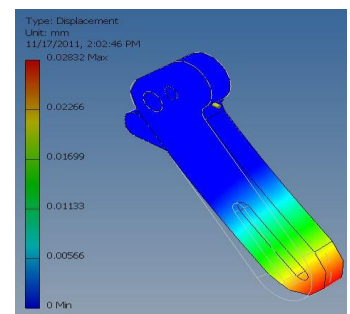 Type: Displacement
Unit: mm
11/17/2011, 2:02:46 PM
0.02832 Max
0.02266
0.01699
0.01133
0.00566
0 Min